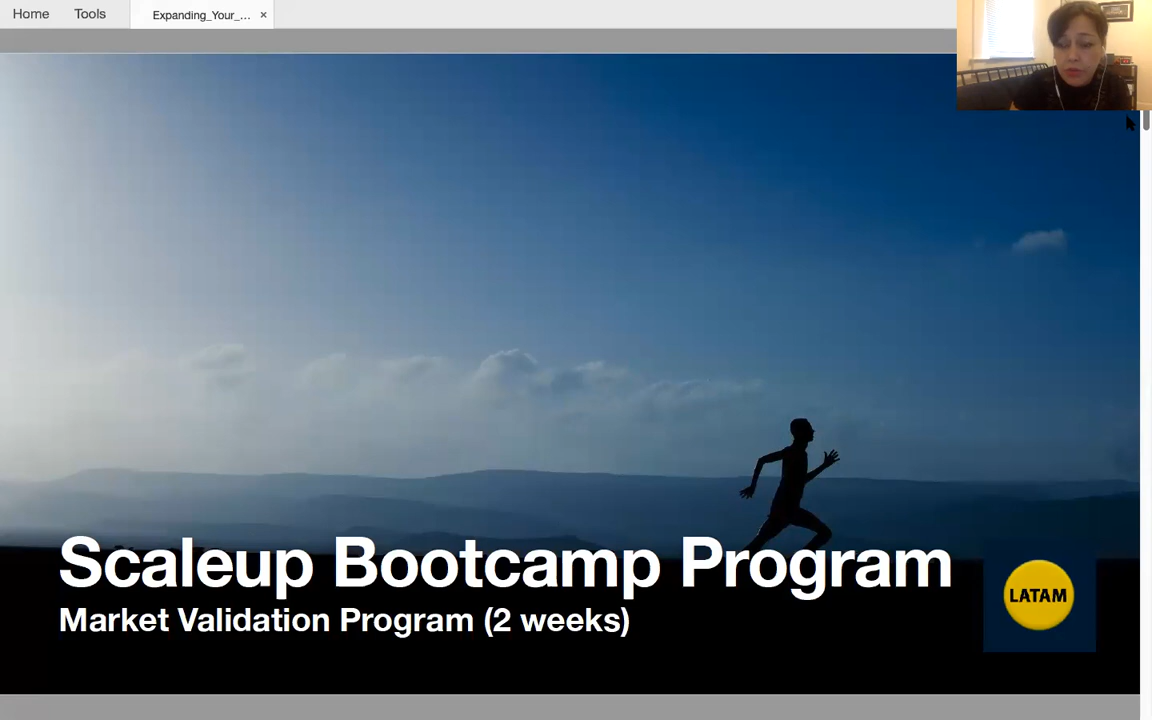 Home
Tools
Expanding_Your_...
×
Scaleup Bootcamp Program
Market Validation Program (2 weeks)
LATAM